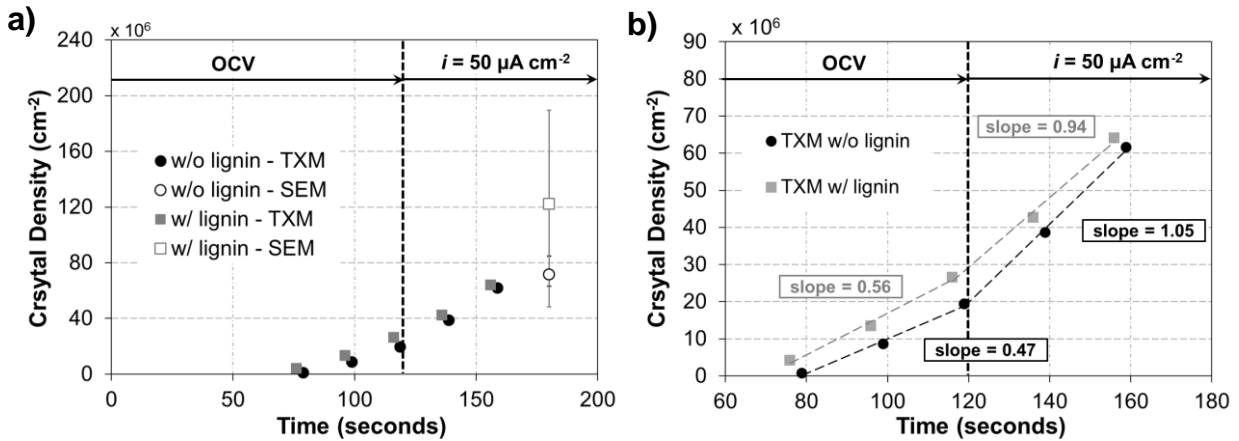 a)
x 10⁶
240
200
160
120
80
40
0
OCV
i = 50 µA cm⁻²
w/o lignin - TXM
w/o lignin - SEM
w/ lignin - TXM
w/ lignin - SEM
Crsytal Density (cm⁻²)
0 50 100 150 200
Time (seconds)
b)
x 10⁶
90
80
70
60
50
40
30
20
10
0
OCV
i = 50 µA cm⁻²
slope = 0.94
TXM w/o lignin
TXM w/ lignin
slope = 1.05
slope = 0.56
slope = 0.47
Crsytal Density (cm⁻²)
60 80 100 120 140 160 180
Time (seconds)